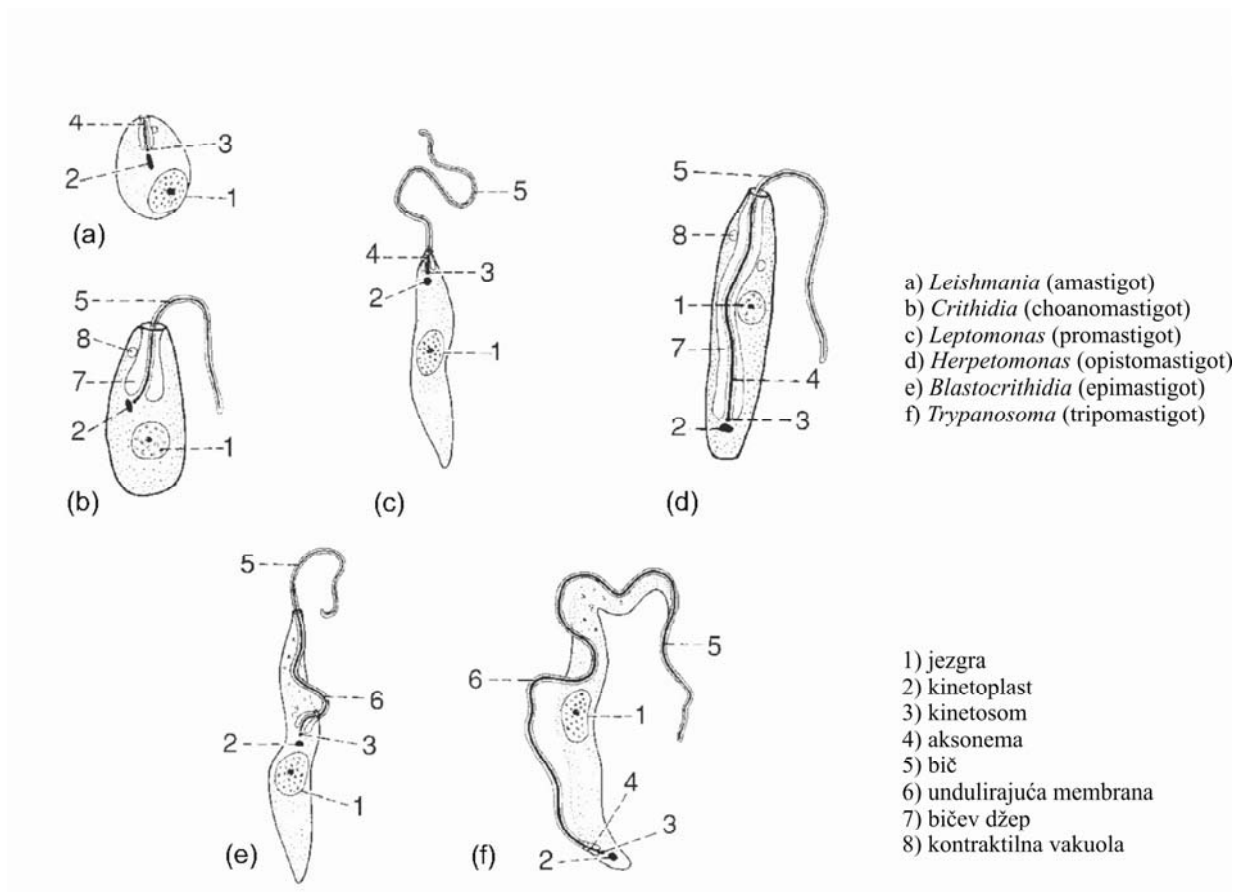 4
3
2
1
(a)
5
8
7
2
1
(b)
5
4
3
2
1
(c)
5
8
1
7
4
3
2
(d)
a) Leishmania (amastigot)
b) Crithidia (choanomastigot)
c) Leptomonas (promastigot)
d) Herpetomonas (opistomastigot)
e) Blastocrithidia (epimastigot)
f) Trypanosoma (tripomastigot)
5
6
2
3
1
(e)
5
6
1
4
3
2
(f)
1) jezgra
2) kinetoplast
3) kinetosom
4) aksonema
5) bič
6) undulirajuća membrana
7) bičev džep
8) kontraktilna vakuola